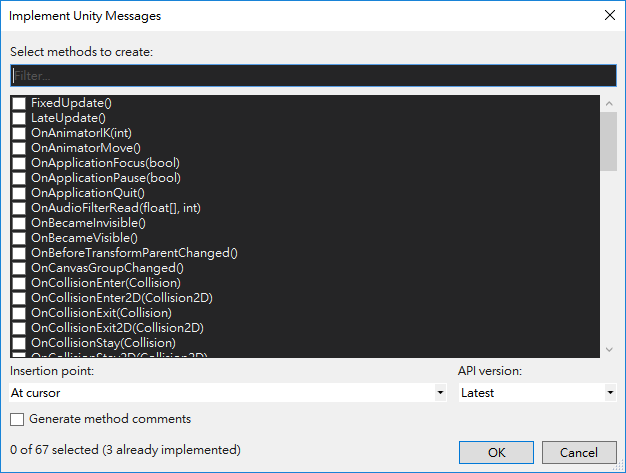 Implement Unity Messages
Select methods to create:
Filter...
FixedUpdate()
LateUpdate()
OnAnimatorIK(int)
OnAnimatorMove()
OnApplicationFocus(bool)
OnApplicationPause(bool)
OnApplicationQuit()
OnAudioFilterRead(float[], int)
OnBecameInvisible()
OnBecameVisible()
OnBeforeTransformParentChanged()
OnCanvasGroupChanged()
OnCollisionEnter(Collision)
OnCollisionEnter2D(Collision2D)
OnCollisionExit(Collision)
OnCollisionExit2D(Collision2D)
OnCollisionStay(Collision)
OnCollisionStay2D(Collision2D)
Insertion point: API version:
At cursor Latest
Generate method comments
0 of 67 selected (3 already implemented) OK Cancel